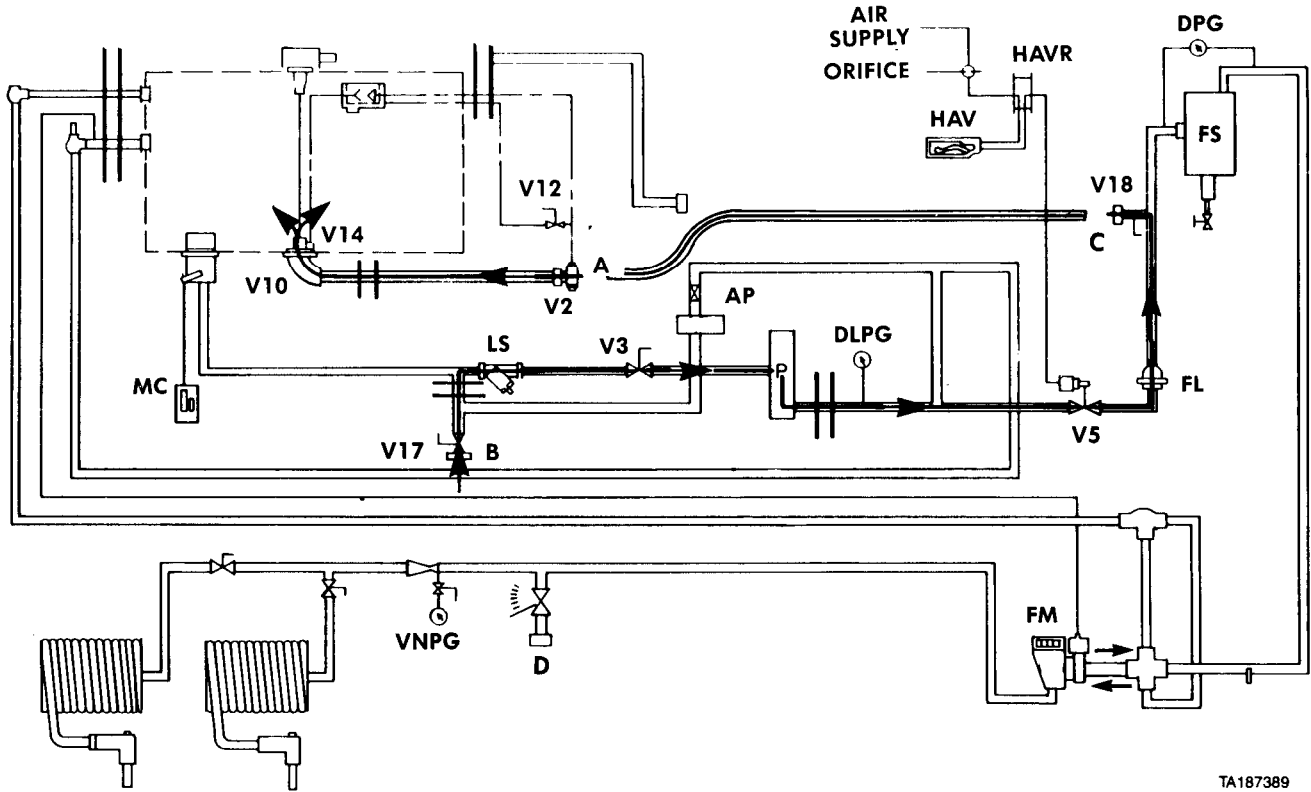 AIR
SUPPLY
ORIFICE
HAVR
DPG
HAV
FS
V12
V18
V14
C
A
V10
V2
AP
LS
V3
DLPG
P
MC
FL
V5
V17
B
FM
VNPG
D
TA187389